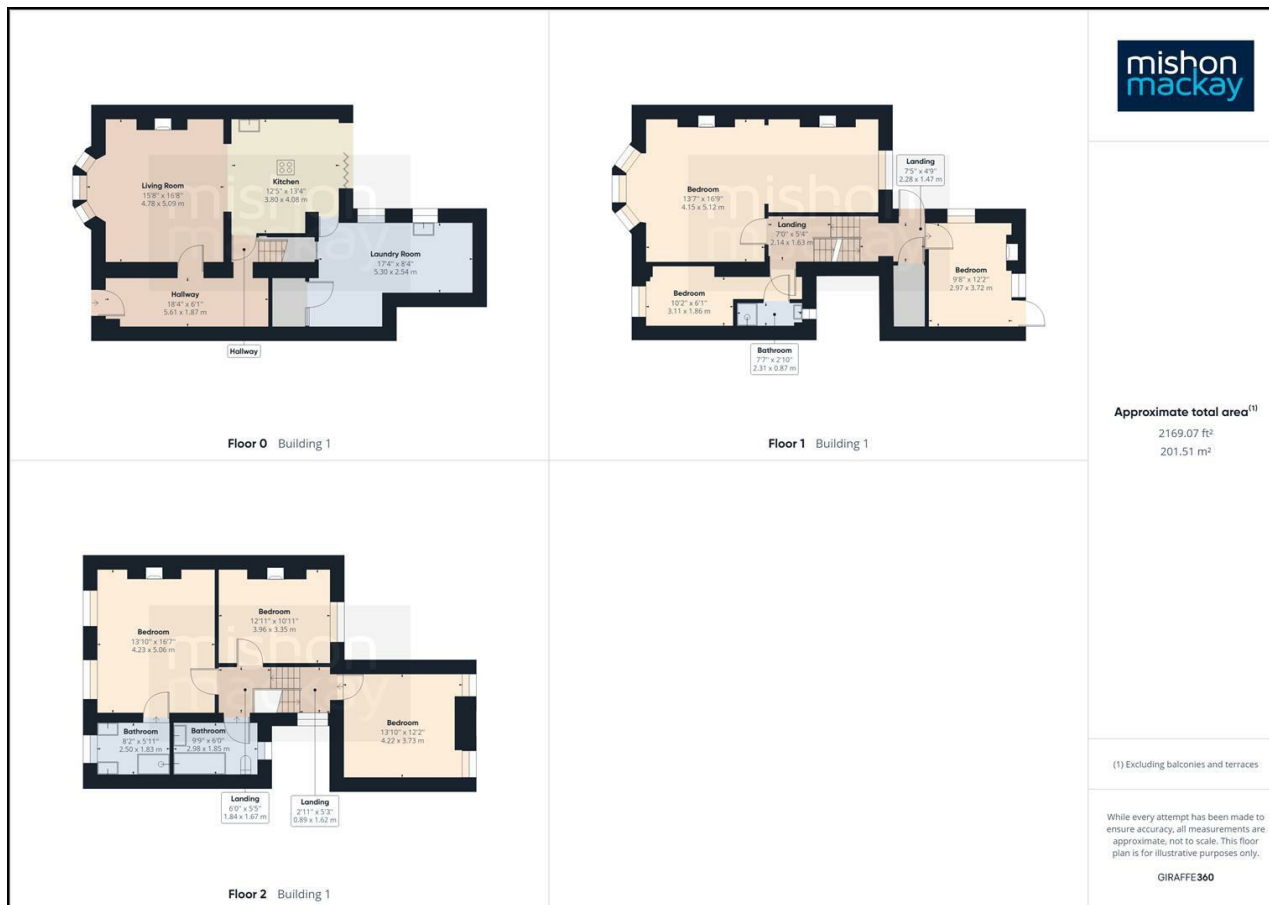 Living Room
15'8" x 16'8"
4.78 x 5.09 m
Kitchen
12'5" x 13'4"
3.80 x 4.08 m
Laundry Room
17'4" x 8'4"
5.30 x 2.54 m
Hallway
18'4" x 6'1"
5.61 x 1.87 m
Hallway
mishon
mackay
Floor 0 Building 1
Landing
7'5" x 4'9"
2.28 x 1.47 m
Bedroom
13'7" x 16'9"
4.15 x 5.12 m
Landing
7'0" x 5'4"
2.14 x 1.63 m
Bedroom
9'8" x 12'2"
2.97 x 3.72 m
Bedroom
10'2" x 6'1"
3.11 x 1.86 m
Bathroom
7'7" x 2'10"
2.31 x 0.87 m
mishon
mackay
Floor 1 Building 1
Bedroom
12'11" x 10'11"
3.96 x 3.35 m
Bedroom
13'10" x 16'7"
4.23 x 5.06 m
Bedroom
13'10" x 12'2"
4.22 x 3.73 m
Bathroom
8'2" x 5'11"
2.50 x 1.83 m
Bathroom
9'9" x 6'0"
2.98 x 1.85 m
Landing
6'0" x 5'5"
1.84 x 1.67 m
Landing
2'11" x 5'3"
0.89 x 1.62 m
mishon
mackay
Floor 2 Building 1
mishon
mackay
Approximate total area(1)
2169.07 ft²
201.51 m²
(1) Excluding balconies and terraces
While every attempt has been made to
ensure accuracy, all measurements are
approximate, not to scale. This floor
plan is for illustrative purposes only.
GIRAFFE360